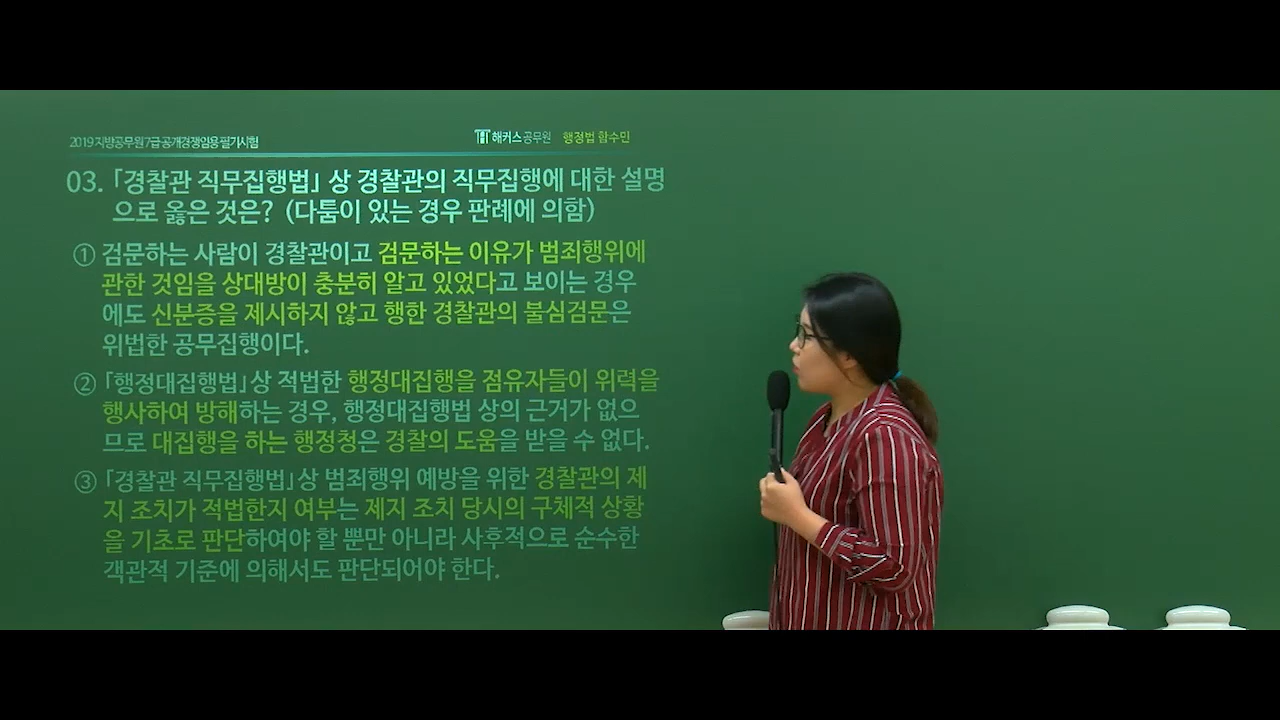 2019 지방공무원 7급 공개경쟁임용 필기시험
해커스공무원 행정법 함수민
03. 「경찰관 직무집행법」 상 경찰관의 직무집행에 대한 설명
으로 옳은 것은? (다툼이 있는 경우 판례에 의함)
① 검문하는 사람이 경찰관이고 검문하는 이유가 범죄행위에
관한 것임을 상대방이 충분히 알고 있었다고 보이는 경우
에도 신분증을 제시하지 않고 행한 경찰관의 불심검문은
위법한 공무집행이다.
② 「행정대집행법」상 적법한 행정대집행을 점유자들이 위력을
행사하여 방해하는 경우, 행정대집행법 상의 근거가 없으
므로 대집행을 하는 행정청은 경찰의 도움을 받을 수 없다.
③ 「경찰관 직무집행법」상 범죄행위 예방을 위한 경찰관의 제
지 조치가 적법한지 여부는 제지 조치 당시의 구체적 상황
을 기초로 판단하여야 할 뿐만 아니라 사후적으로 순수한
객관적 기준에 의해서도 판단되어야 한다.